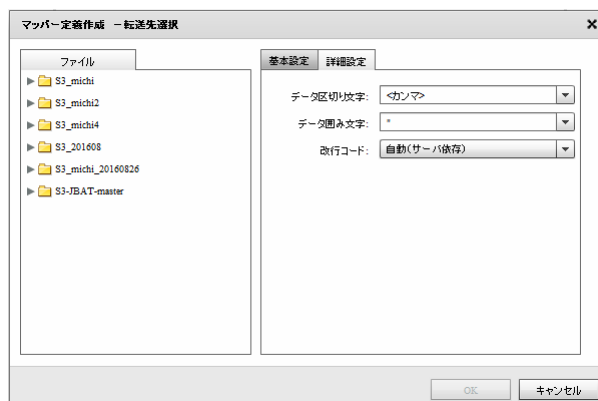 マッパー定義作成 －転送先選択
ファイル
S3_michi
S3_michi2
S3_michi4
S3_201608
S3_michi_20160826
S3-JBAT-master
基本設定 詳細設定
データ区切り文字: <カンマ>
データ囲み文字: "
改行コード: 自動(サーバ依存)
OK キャンセル